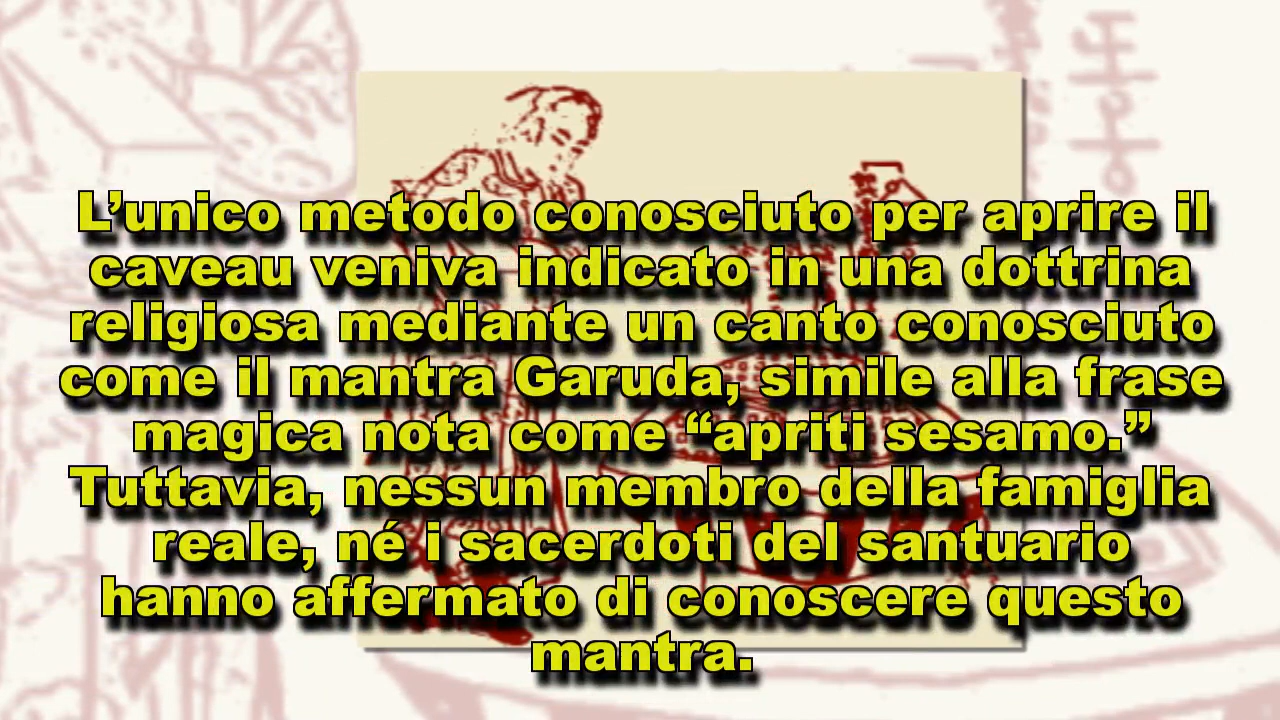 L’unico metodo conosciuto per aprire il
caveau veniva indicato in una dottrina
religiosa mediante un canto conosciuto
come il mantra Garuda, simile alla frase
magica nota come “apriti sesamo.”
Tuttavia, nessun membro della famiglia
reale, né i sacerdoti del santuario
hanno affermato di conoscere questo
mantra.